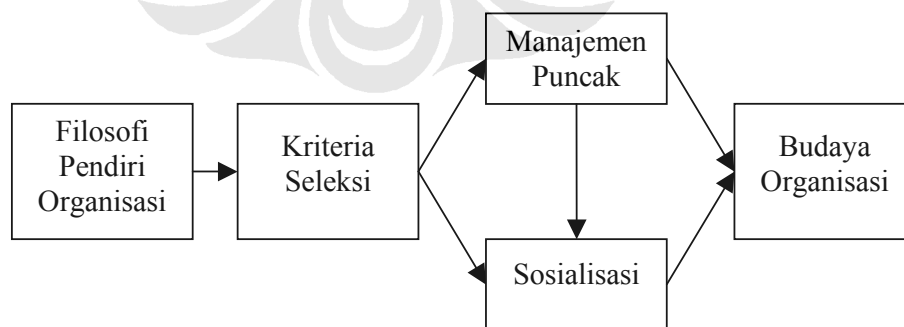 Filosofi
Pendiri
Organisasi
Kriteria
Seleksi
Manajemen
Puncak
Sosialisasi
Budaya
Organisasi